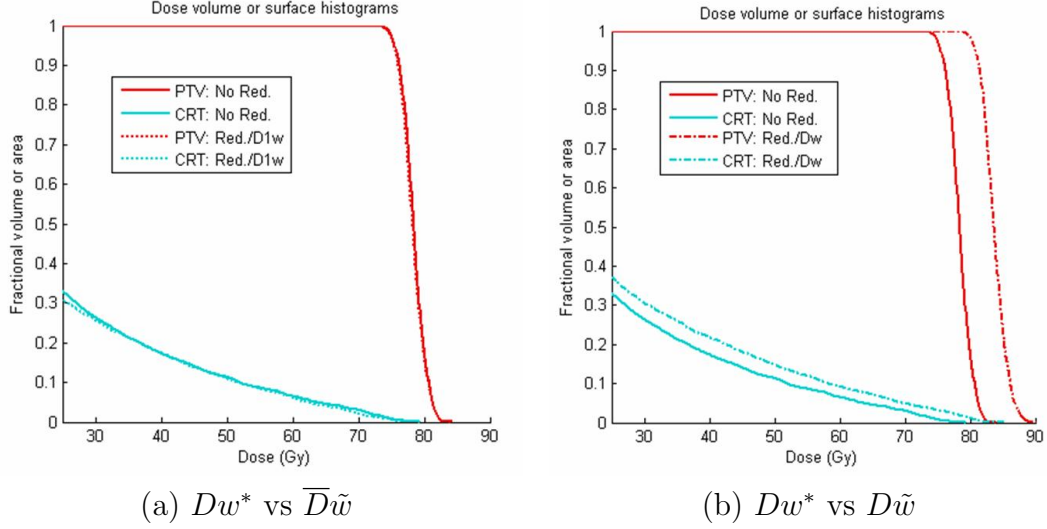 Dose volume or surface histograms
Fractional volume or area
1
0.9
0.8
0.7
0.6
0.5
0.4
0.3
0.2
0.1
0
PTV: No Red.
CRT: No Red.
PTV: Red./D1w
CRT: Red./D1w
30 40 50 60 70 80 90
Dose (Gy)
(a) $Dw^*$ vs $\overline{D}\tilde{w}$
Dose volume or surface histograms
Fractional volume or area
1
0.9
0.8
0.7
0.6
0.5
0.4
0.3
0.2
0.1
0
PTV: No Red.
CRT: No Red.
PTV: Red./Dw
CRT: Red./Dw
30 40 50 60 70 80 90
Dose (Gy)
(b) $Dw^*$ vs $D\tilde{w}$